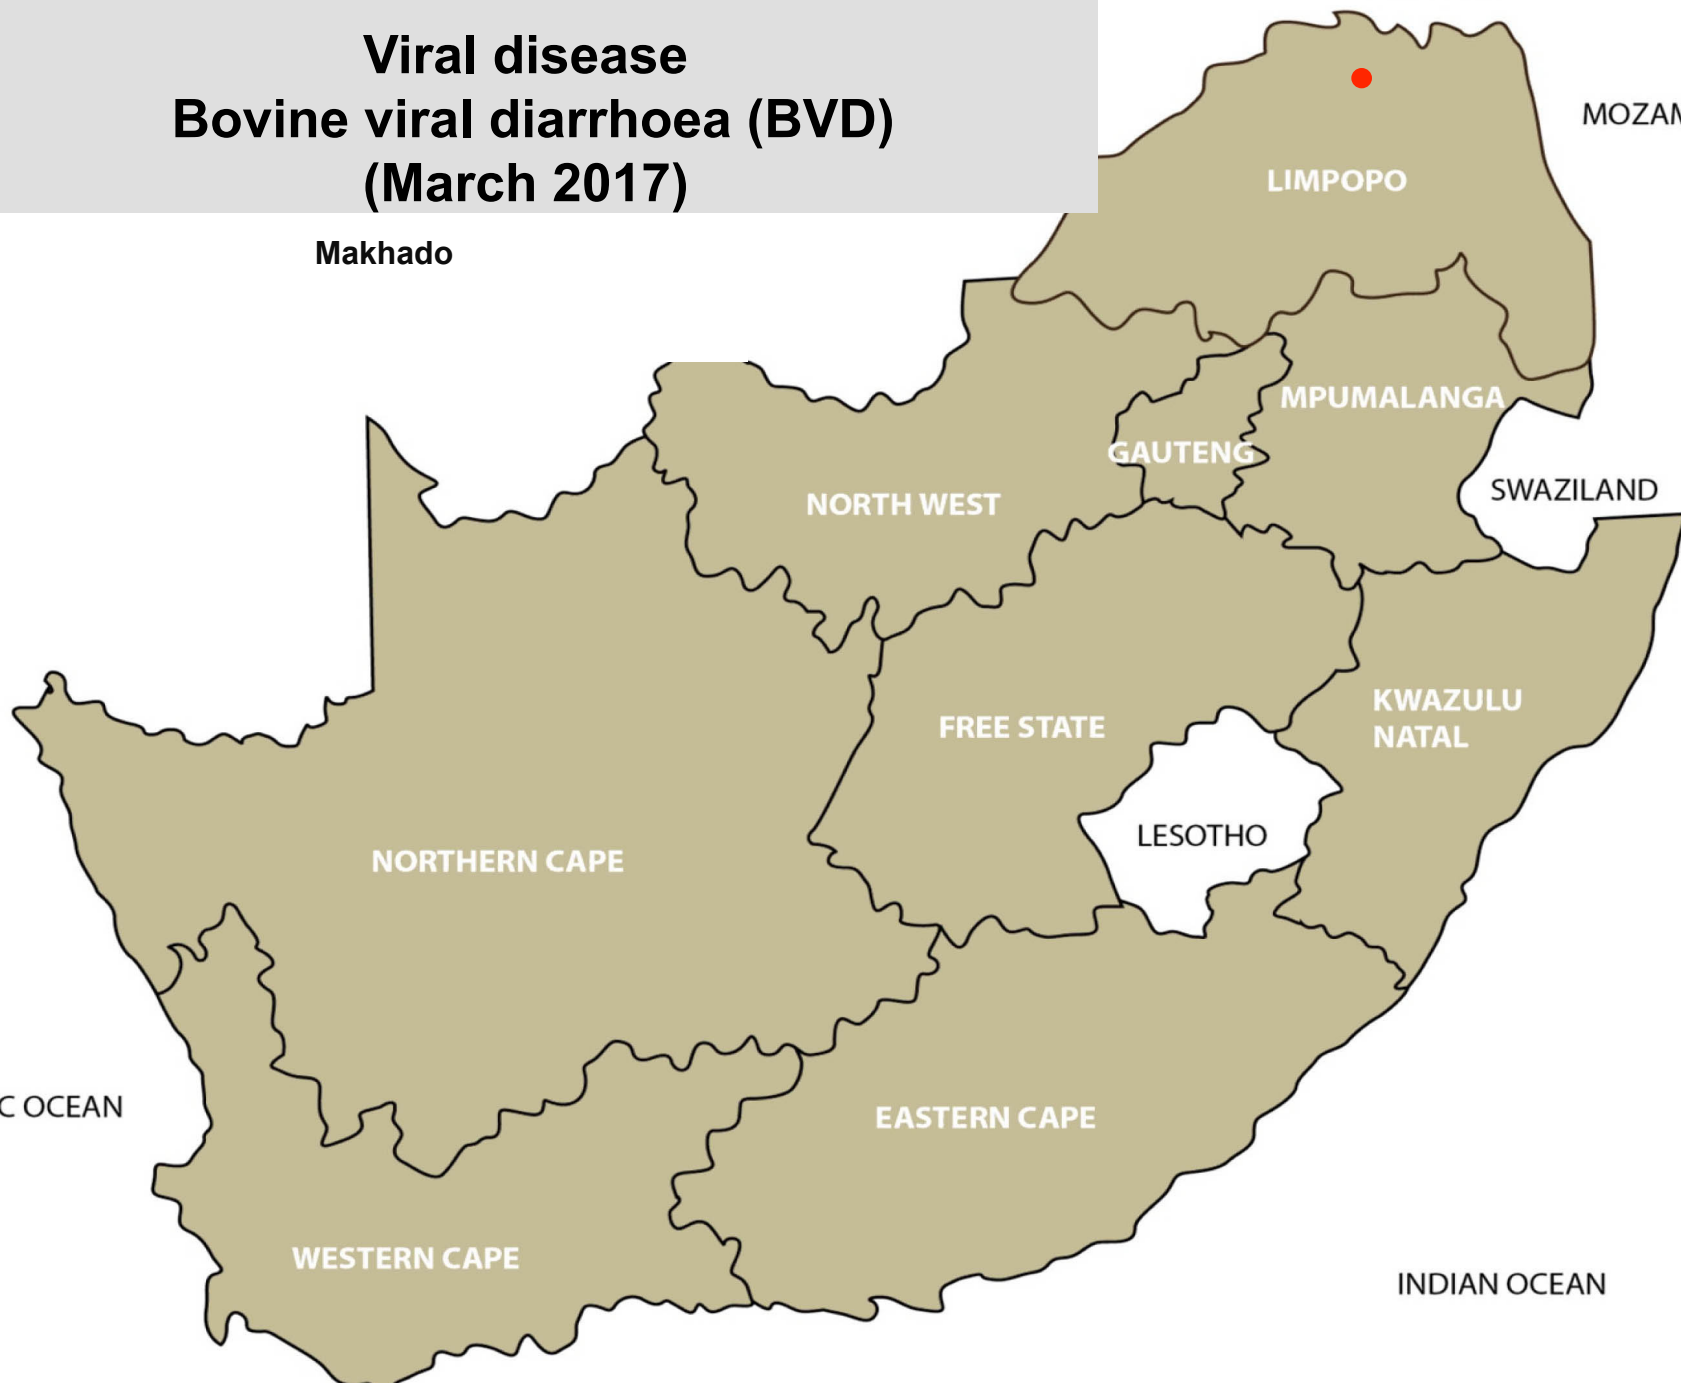 Viral disease
Bovine viral diarrhoea (BVD)
(March 2017)
Makhado
MOZAM
LIMPOPO
MPUMALANGA
GAUTENG
SWAZILAND
NORTH WEST
KWAZULU
NATAL
FREE STATE
LESOTHO
NORTHERN CAPE
C OCEAN
EASTERN CAPE
WESTERN CAPE
INDIAN OCEAN